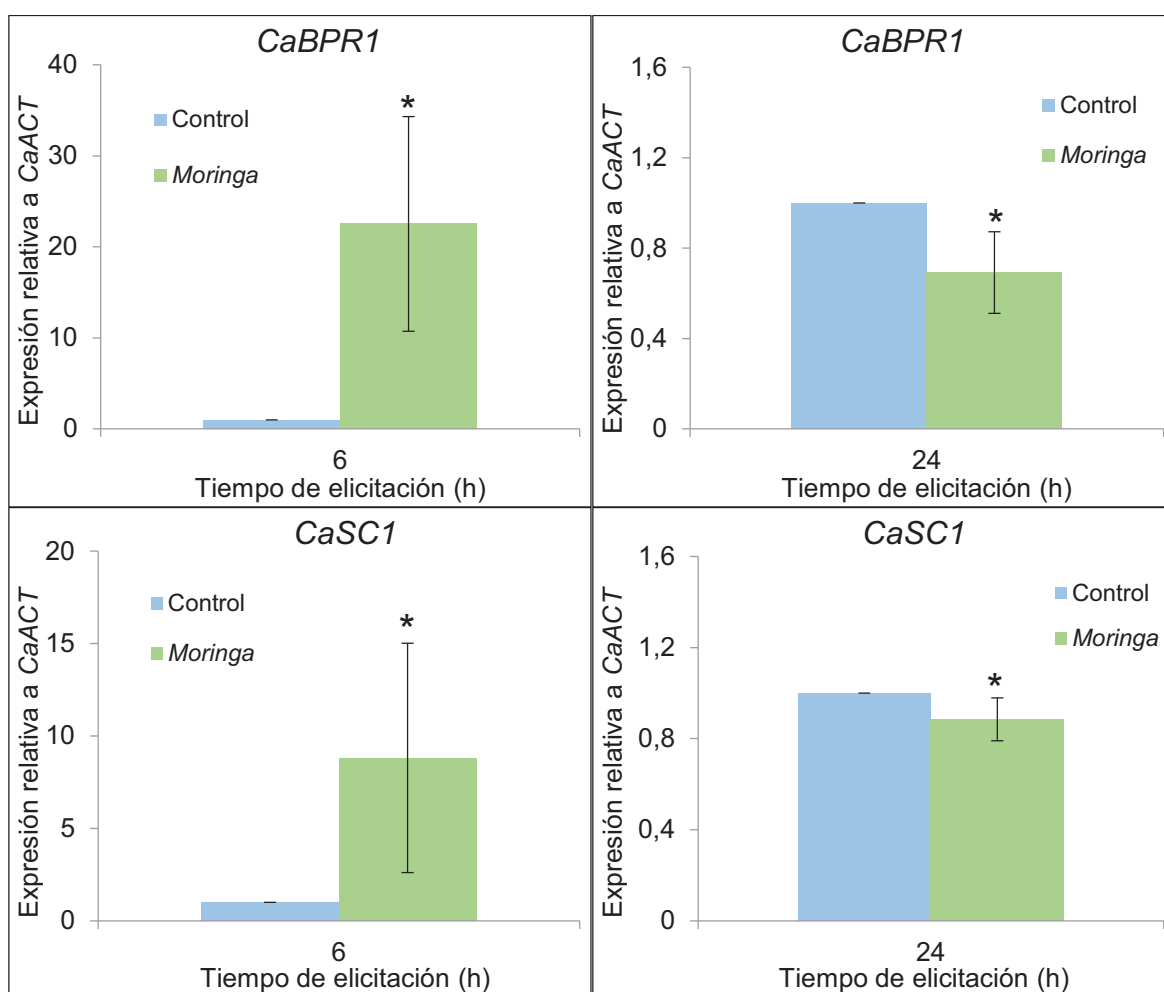 CaBPR1
Expresión relativa a CaACT
40
30
20
10
0
Control
Moringa
*
6
Tiempo de elicitación (h)
CaBPR1
Expresión relativa a CaACT
1,6
1,2
0,8
0,4
0
Control
Moringa
*
24
Tiempo de elicitación (h)
CaSC1
Expresión relativa a CaACT
20
15
10
5
0
Control
Moringa
*
6
Tiempo de elicitación (h)
CaSC1
Expresión relativa a CaACT
1,6
1,2
0,8
0,4
0
Control
Moringa
*
24
Tiempo de elicitación (h)